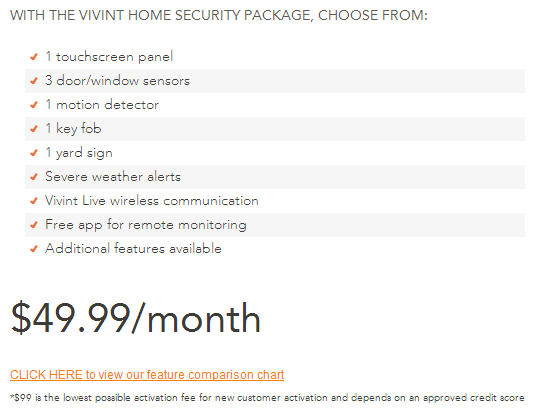 WITH THE VIVINT HOME SECURITY PACKAGE, CHOOSE FROM:
1 touchscreen panel
3 door/window sensors
1 motion detector
1 key fob
1 yard sign
Severe weather alerts
Vivint Live wireless communication
Free app for remote monitoring
Additional features available
$49.99/month
CLICK HERE to view our feature comparison chart
*$99 is the lowest possible activation fee for new customer activation and depends on an approved credit score